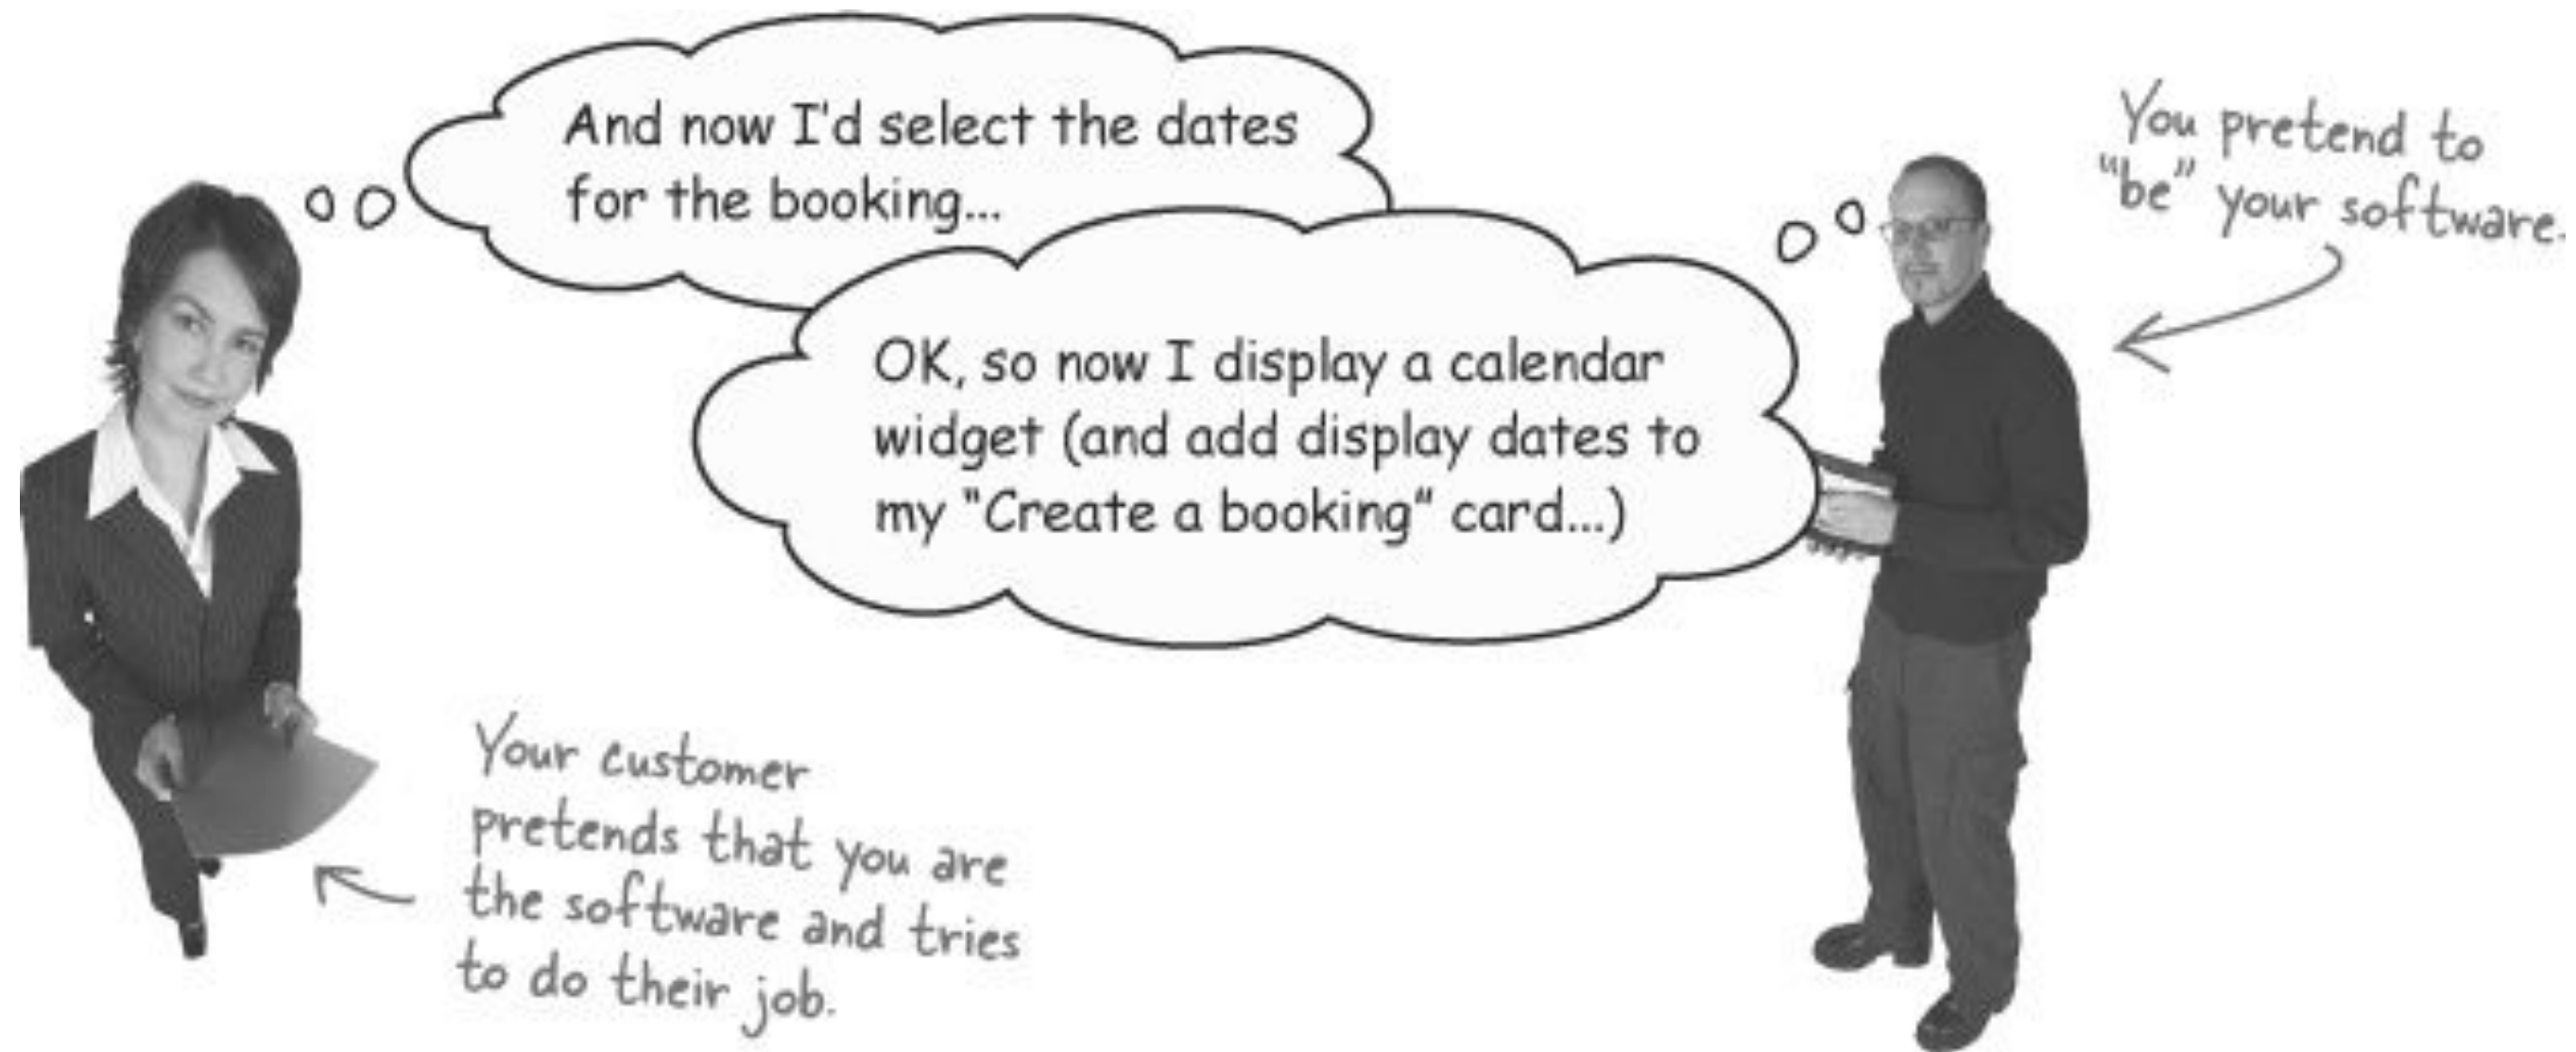 And now I'd select the dates
for the booking...
OK, so now I display a calendar
widget (and add display dates to
my "Create a booking" card...)
You pretend to
"be" your software.
Your customer
pretends that you are
the software and tries
to do their job.